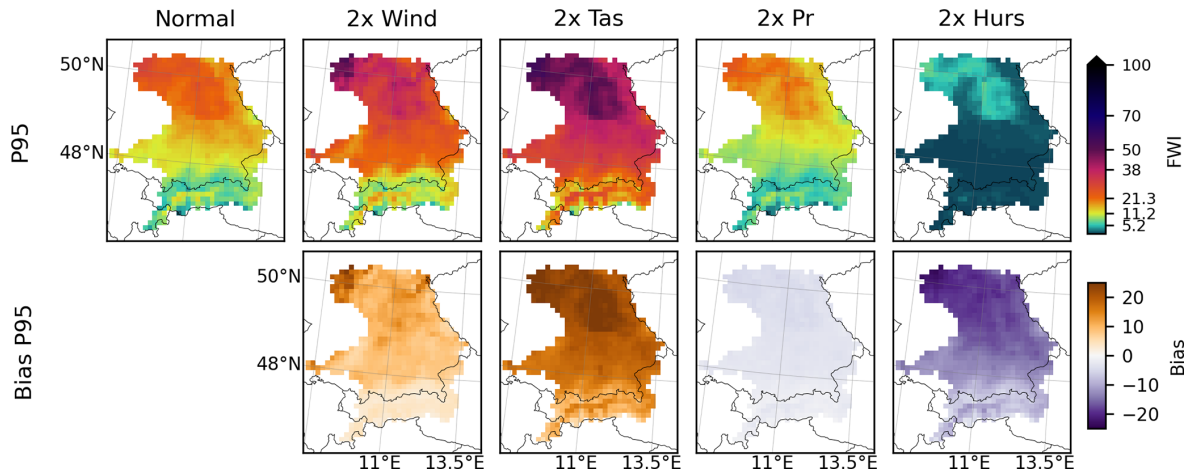 Normal 2x Wind 2x Tas 2x Pr 2x Hurs
P95
50°N
48°N
100
70
50
38
21.3
11.2
5.2
FWI
Bias P95
50°N
48°N
20
10
0
−10
−20
Bias
11°E 13.5°E 11°E 13.5°E 11°E 13.5°E 11°E 13.5°E